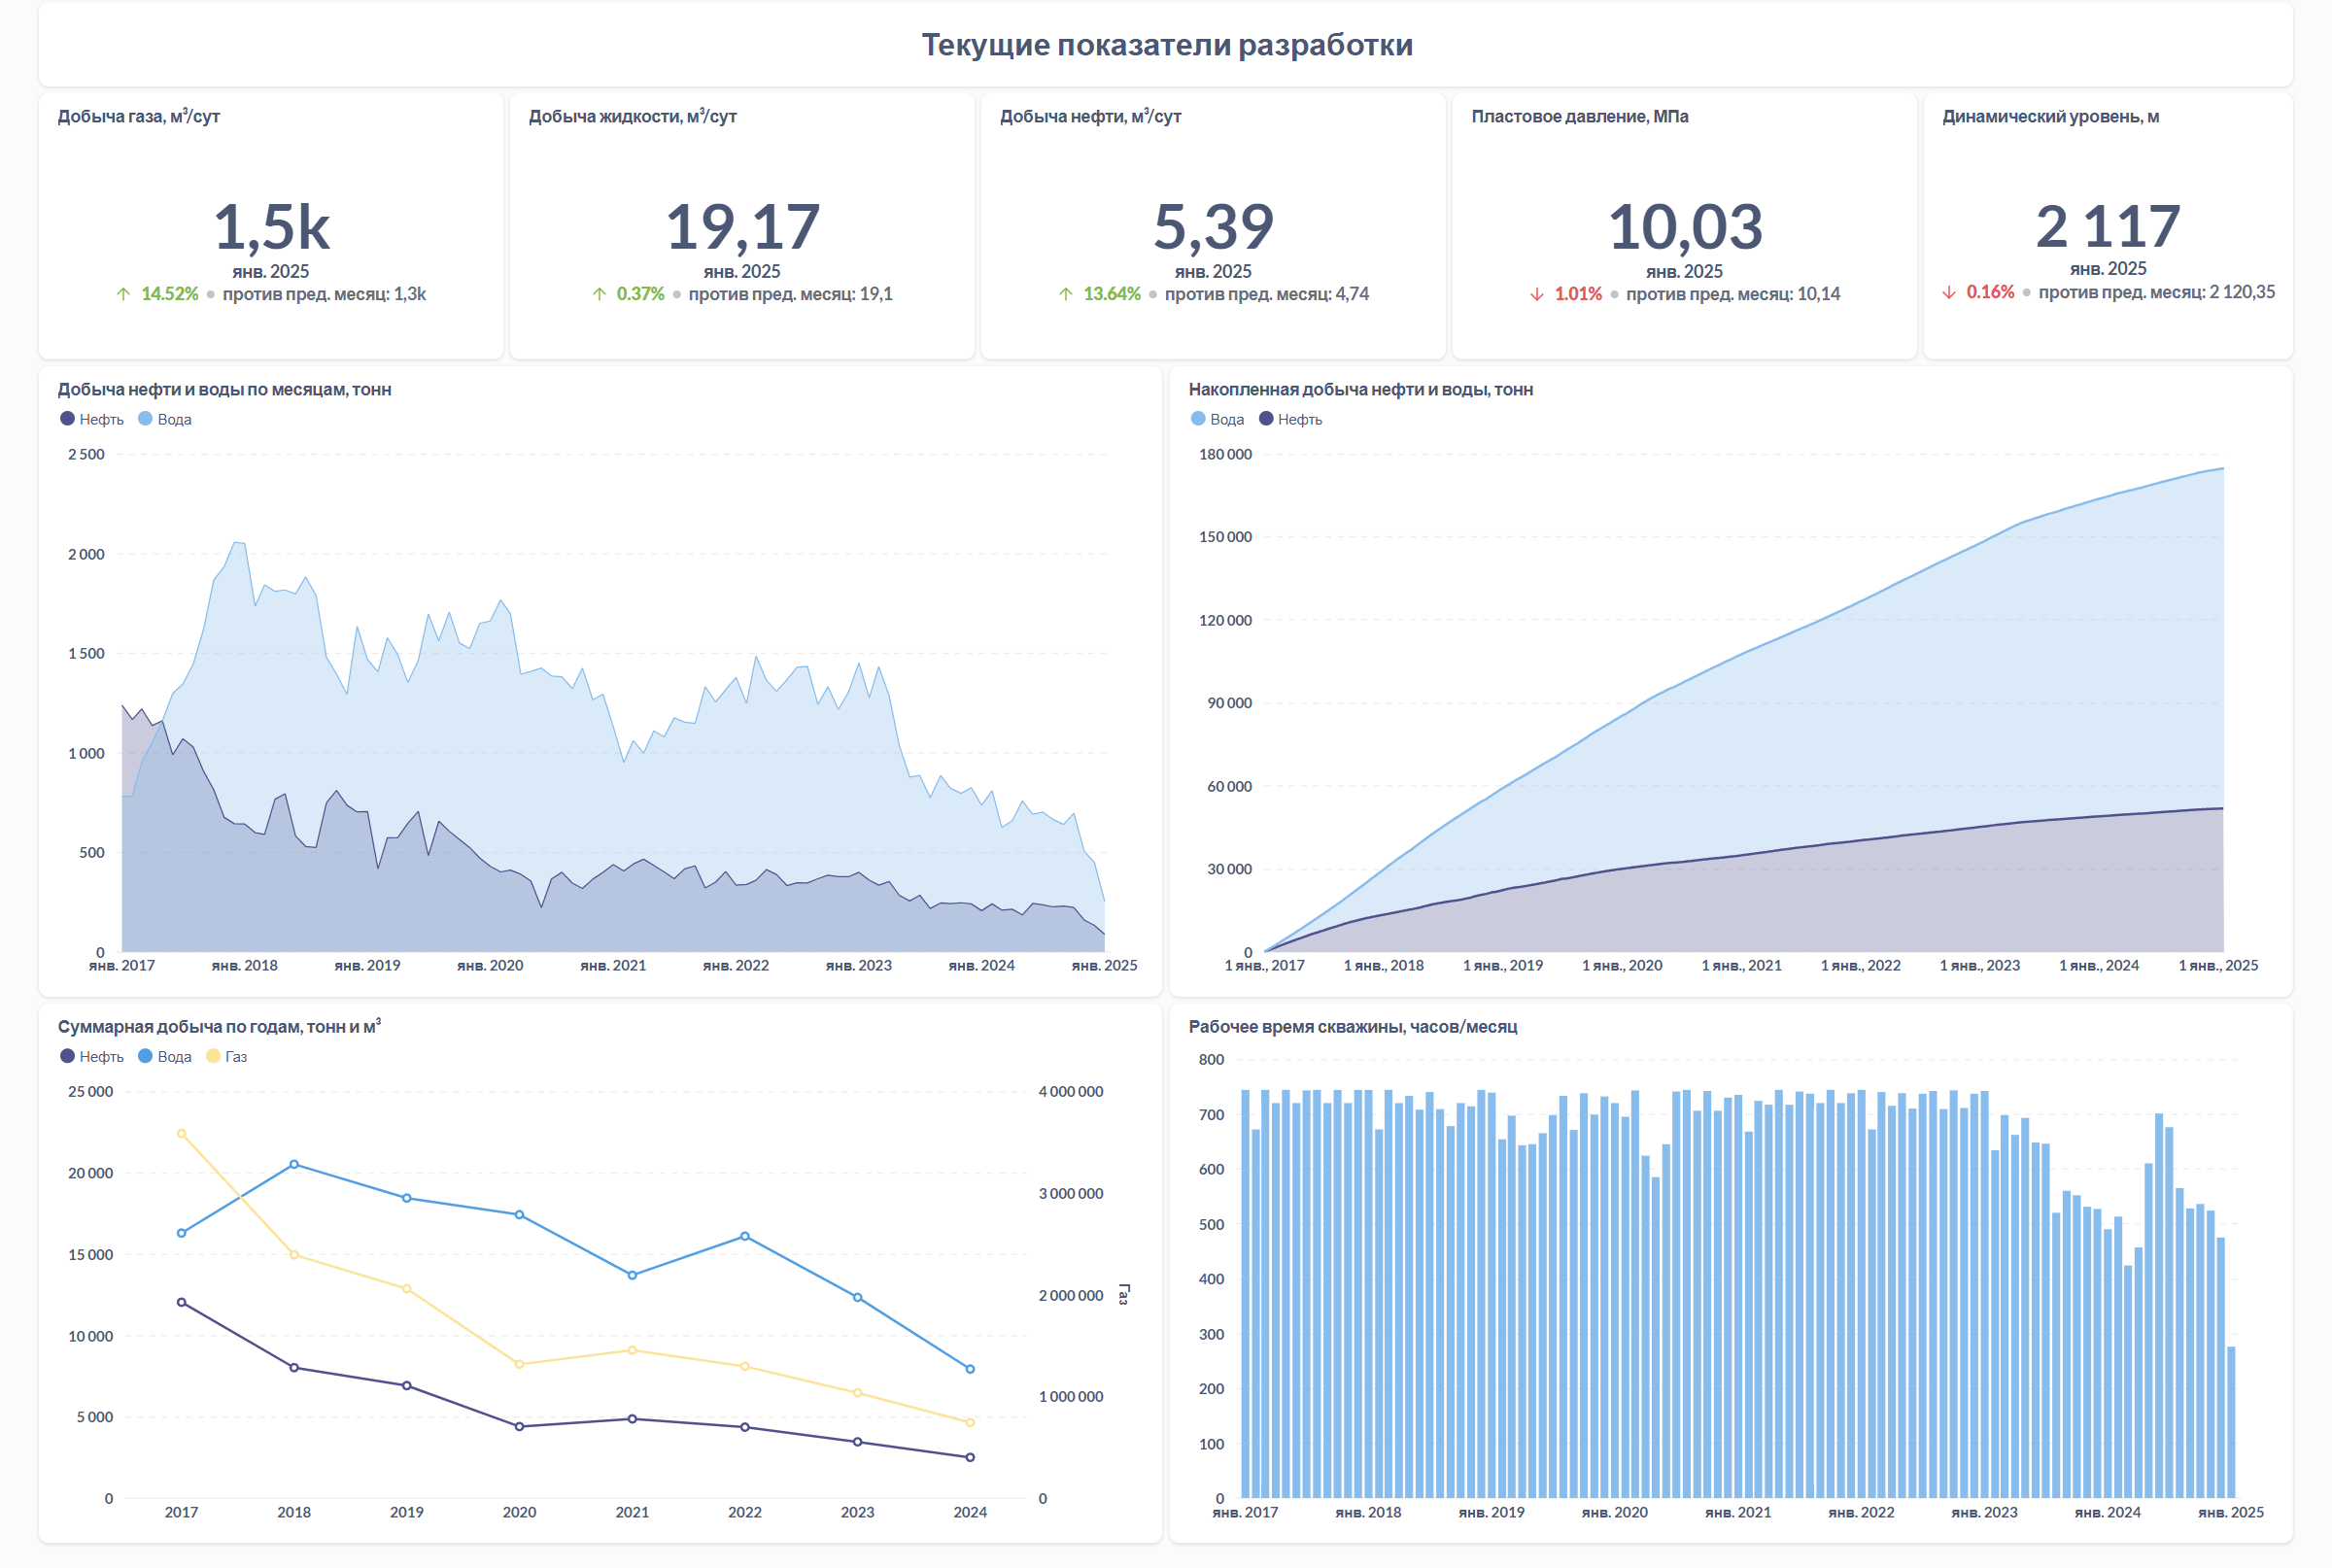 Текущие показатели разработки
Добыча газа, м³/сут
1,5k
янв. 2025
↑ 14.52% • против пред. месяц: 1,3k
Добыча жидкости, м³/сут
19,17
янв. 2025
↑ 0.37% • против пред. месяц: 19,1
Добыча нефти, м³/сут
5,39
янв. 2025
↑ 13.64% • против пред. месяц: 4,74
Пластовое давление, МПа
10,03
янв. 2025
↓ 1.01% • против пред. месяц: 10,14
Динамический уровень, м
2 117
янв. 2025
↓ 0.16% • против пред. месяц: 2 120,35
Добыча нефти и воды по месяцам, тонн
Нефть Вода
2 500
2 000
1 500
1 000
500
0
янв. 2017 янв. 2018 янв. 2019 янв. 2020 янв. 2021 янв. 2022 янв. 2023 янв. 2024 янв. 2025
Накопленная добыча нефти и воды, тонн
Вода Нефть
180 000
150 000
120 000
90 000
60 000
30 000
0
1 янв., 2017 1 янв., 2018 1 янв., 2019 1 янв., 2020 1 янв., 2021 1 янв., 2022 1 янв., 2023 1 янв., 2024 1 янв., 2025
Суммарная добыча по годам, тонн и м³
Нефть Вода Газ
25 000
20 000
15 000
10 000
5 000
0
4 000 000
3 000 000
2 000 000
1 000 000
0
Газ
2017 2018 2019 2020 2021 2022 2023 2024
Рабочее время скважины, часов/месяц
800
700
600
500
400
300
200
100
0
янв. 2017 янв. 2018 янв. 2019 янв. 2020 янв. 2021 янв. 2022 янв. 2023 янв. 2024 янв. 2025